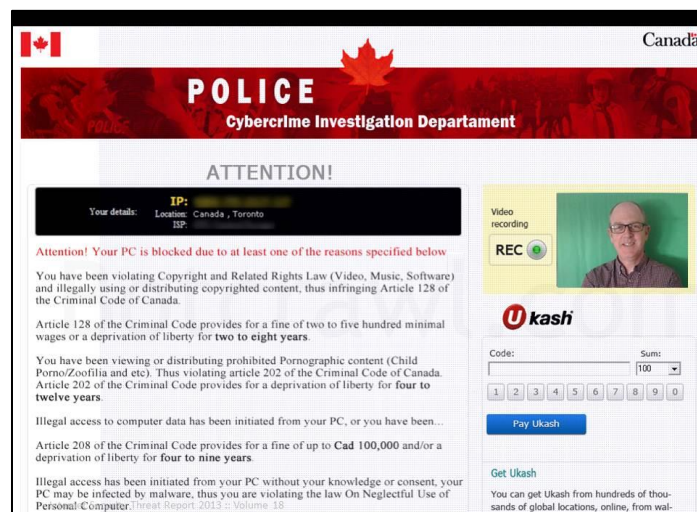 Canada
POLICE
Cybercrime Investigation Departament
ATTENTION!
Your details:
IP:
Location: Canada , Toronto
ISP:
Attention! Your PC is blocked due to at least one of the reasons specified below
You have been violating Copyright and Related Rights Law (Video, Music, Software)
and illegally using or distributing copyrighted content, thus infringing Article 128 of
the Criminal Code of Canada.
Article 128 of the Criminal Code provides for a fine of two to five hundred minimal
wages or a deprivation of liberty for two to eight years.
You have been viewing or distributing prohibited Pornographic content (Child
Porno/Zoofilia and etc). Thus violating article 202 of the Criminal Code of Canada.
Article 202 of the Criminal Code provides for a deprivation of liberty for four to
twelve years.
Illegal access to computer data has been initiated from your PC, or you have been...
Article 208 of the Criminal Code provides for a fine of up to Cad 100,000 and/or a
deprivation of liberty for four to nine years.
Illegal access has been initiated from your PC without your knowledge or consent, your
PC may be infected by malware, thus you are violating the law On Neglectful Use of
Personal Computer.
Threat Report 2013 :: Volume 18
Video
recording
REC
Ukash
Code:
Sum:
100
1 2 3 4 5 6 7 8 9 0
Pay Ukash
Get Ukash
You can get Ukash from hundreds of thou-
sands of global locations, online, from wal-